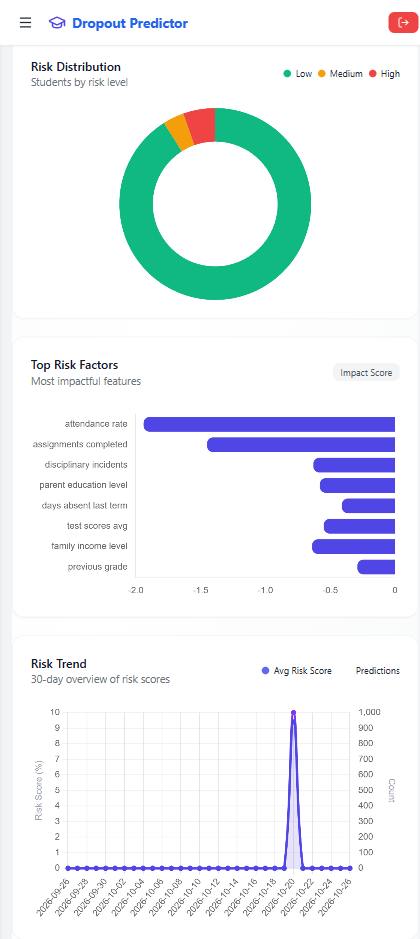 Dropout Predictor
Risk Distribution
Students by risk level
Low Medium High
Top Risk Factors
Most impactful features
Impact Score
attendance rate
assignments completed
disciplinary incidents
parent education level
days absent last term
test scores avg
family income level
previous grade
-2.0 -1.5 -1.0 -0.5 0
Risk Trend
30-day overview of risk scores
Avg Risk Score Predictions
Risk Score (%)
10
9
8
7
6
5
4
3
2
1
0
1,000
900
800
700
600
500
400
300
200
100
0
Count
2026-09-26 2026-09-28 2026-09-30 2026-10-02 2026-10-04 2026-10-06 2026-10-08 2026-10-10 2026-10-12 2026-10-14 2026-10-16 2026-10-18 2026-10-20 2026-10-22 2026-10-24 2026-10-26